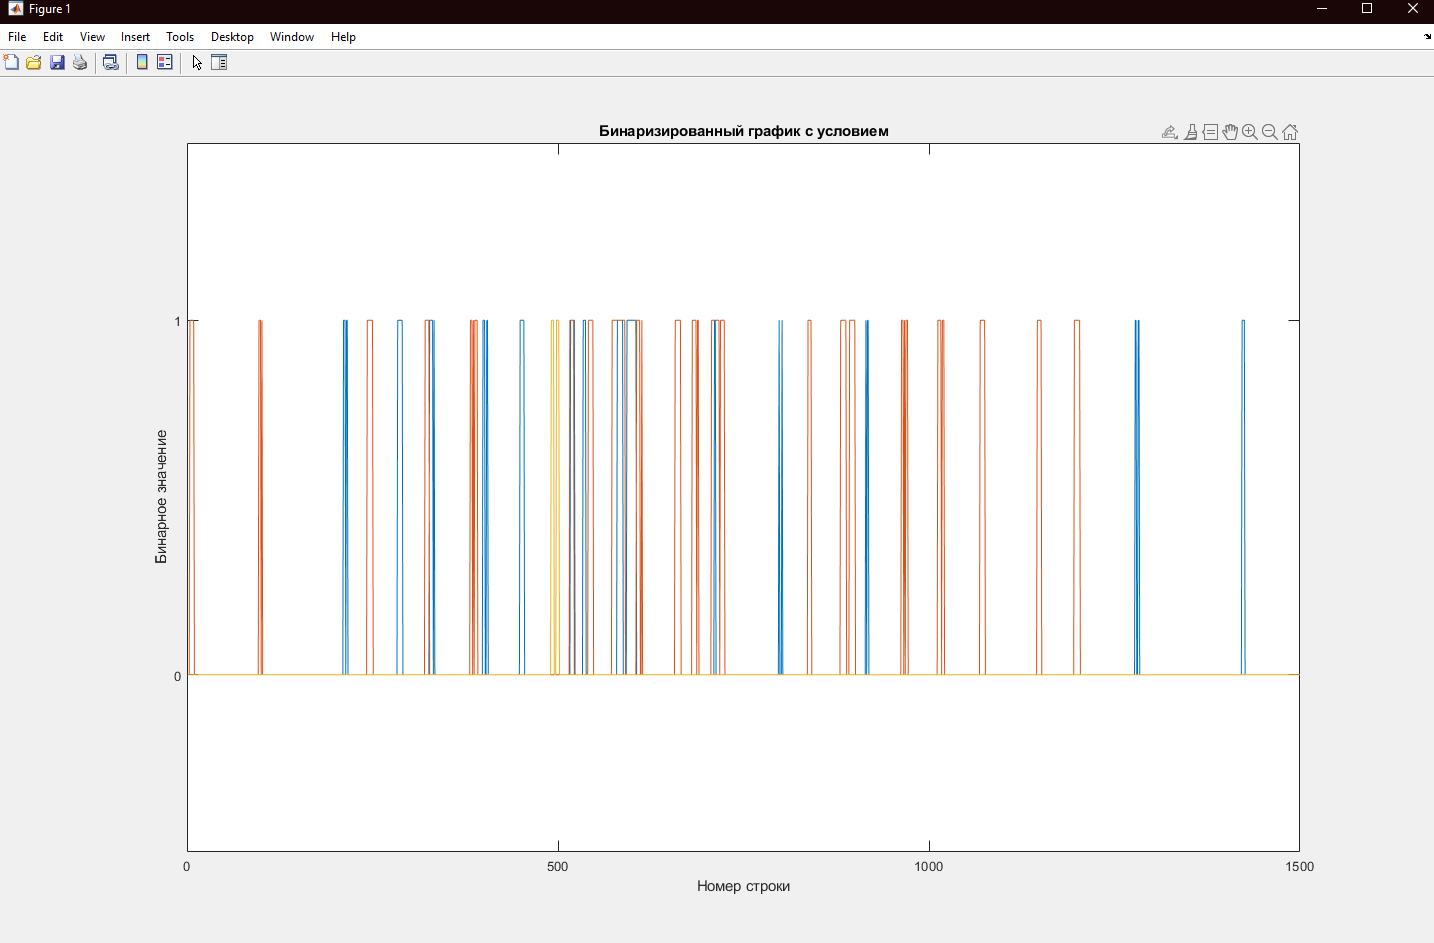 Figure 1
File Edit View Insert Tools Desktop Window Help
Бинаризированный график с условием
1
0
Бинарное значение
0 500 1000 1500
Номер строки